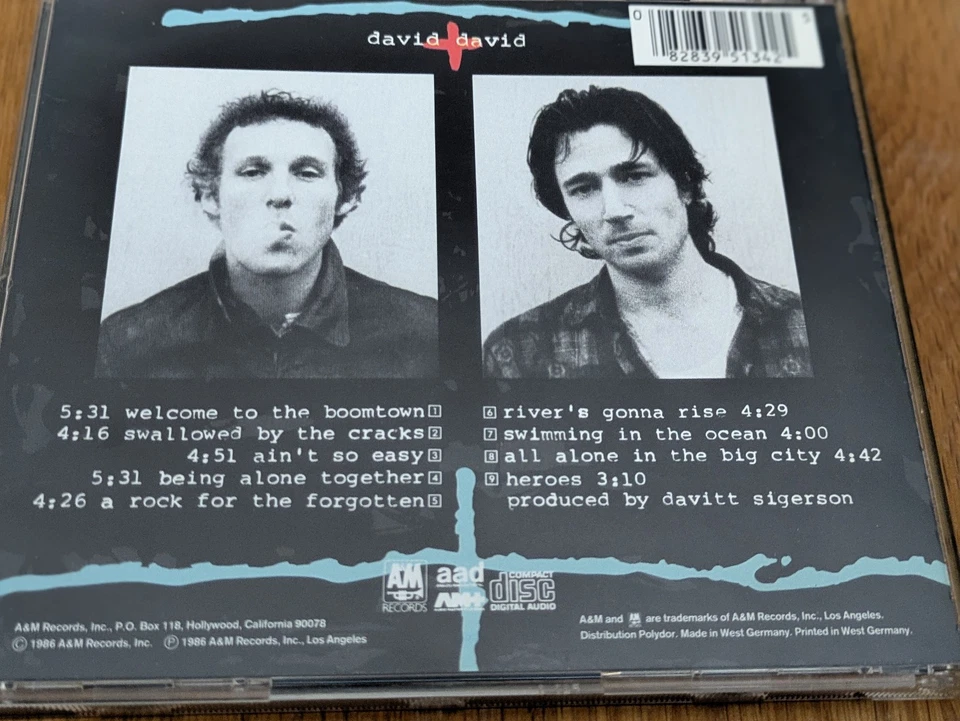 david + david
0 82839 51342 5
5:31 welcome to the boomtown 1
4:16 swallowed by the cracks 2
4:51 ain't so easy 3
5:31 being alone together 4
4:26 a rock for the forgotten 5
6 river's gonna rise 4:29
7 swimming in the ocean 4:00
8 all alone in the big city 4:42
9 heroes 3:10
produced by davitt sigerson
A&M RECORDS
aad
COMPACT disc DIGITAL AUDIO
A&M Records, Inc., P.O. Box 118, Hollywood, California 90078
© 1986 A&M Records, Inc. ℗ 1986 A&M Records, Inc., Los Angeles
A&M and A&M are trademarks of A&M Records, Inc., Los Angeles.
Distribution Polydor. Made in West Germany. Printed in West Germany.